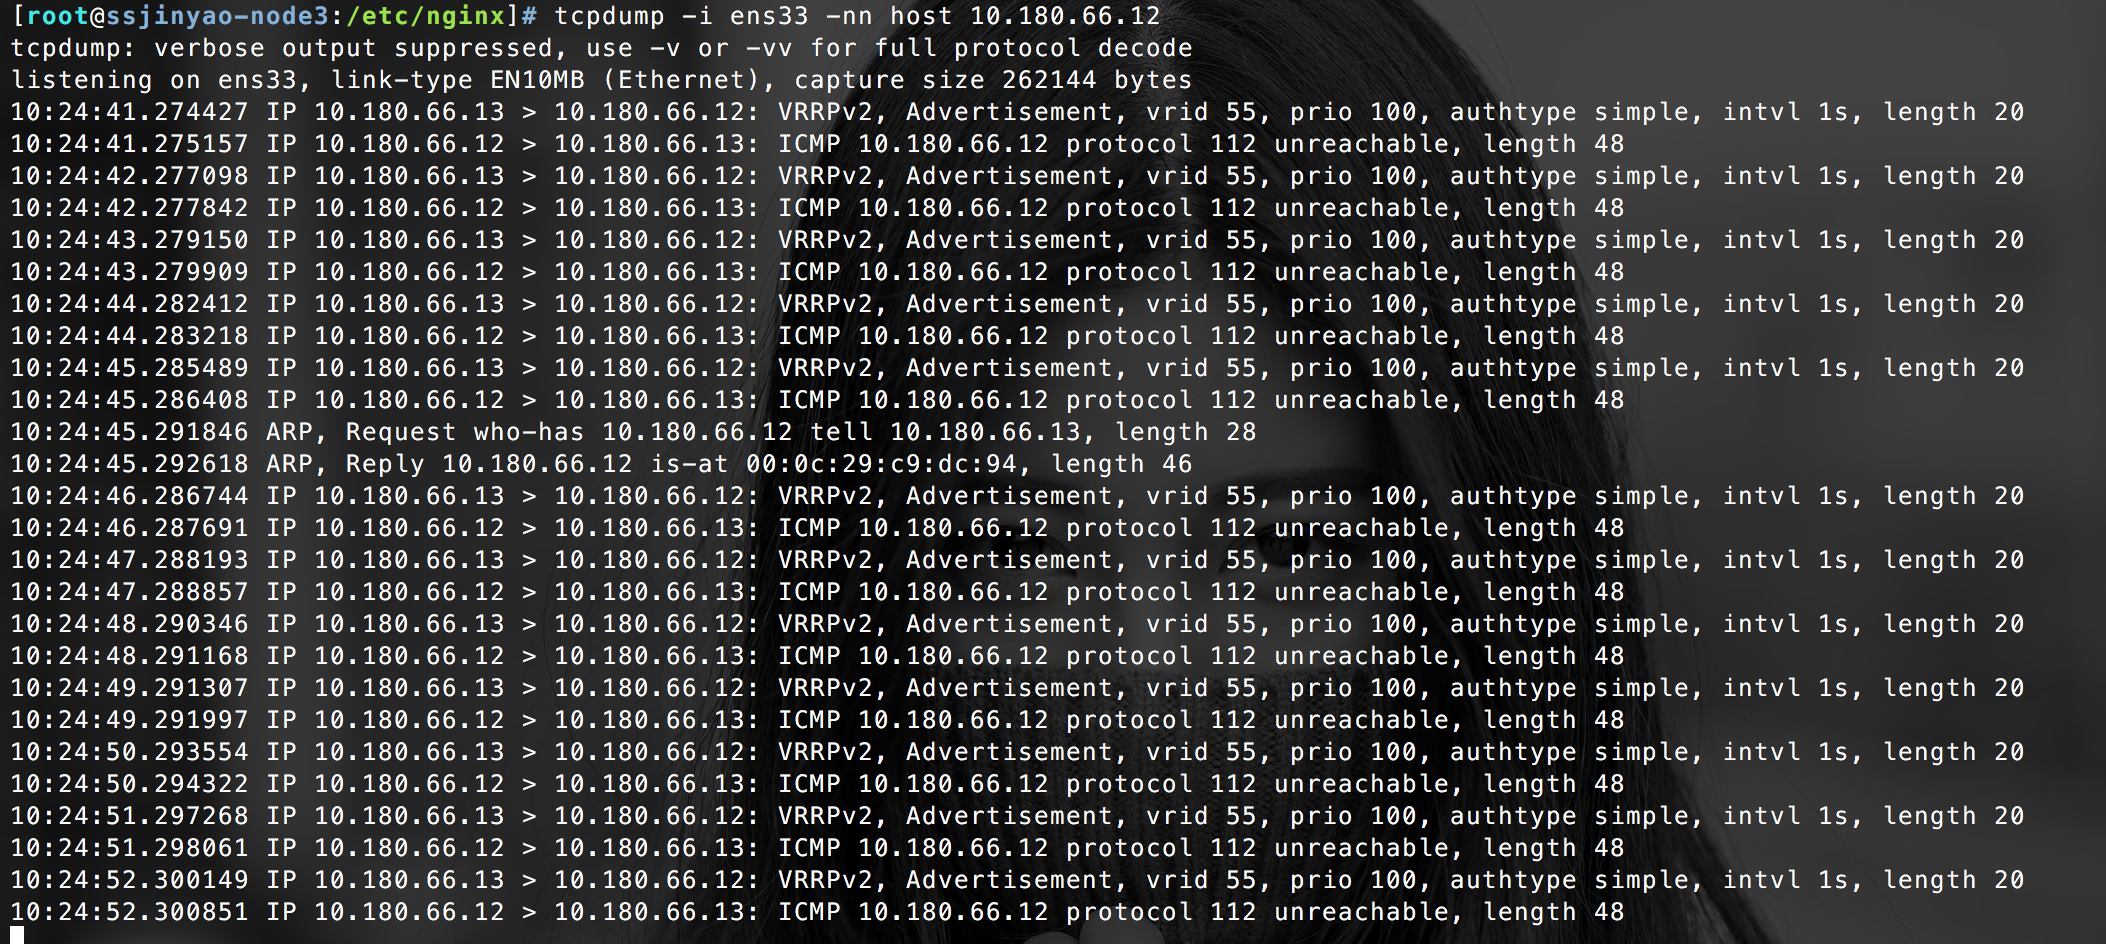 [root@ssjinyao-node3:/etc/nginx]# tcpdump -i ens33 -nn host 10.180.66.12
tcpdump: verbose output suppressed, use -v or -vv for full protocol decode
listening on ens33, link-type EN10MB (Ethernet), capture size 262144 bytes
10:24:41.274427 IP 10.180.66.13 > 10.180.66.12: VRRPv2, Advertisement, vrid 55, prio 100, authtype simple, intvl 1s, length 20
10:24:41.275157 IP 10.180.66.12 > 10.180.66.13: ICMP 10.180.66.12 protocol 112 unreachable, length 48
10:24:42.277098 IP 10.180.66.13 > 10.180.66.12: VRRPv2, Advertisement, vrid 55, prio 100, authtype simple, intvl 1s, length 20
10:24:42.277842 IP 10.180.66.12 > 10.180.66.13: ICMP 10.180.66.12 protocol 112 unreachable, length 48
10:24:43.279150 IP 10.180.66.13 > 10.180.66.12: VRRPv2, Advertisement, vrid 55, prio 100, authtype simple, intvl 1s, length 20
10:24:43.279909 IP 10.180.66.12 > 10.180.66.13: ICMP 10.180.66.12 protocol 112 unreachable, length 48
10:24:44.282412 IP 10.180.66.13 > 10.180.66.12: VRRPv2, Advertisement, vrid 55, prio 100, authtype simple, intvl 1s, length 20
10:24:44.283218 IP 10.180.66.12 > 10.180.66.13: ICMP 10.180.66.12 protocol 112 unreachable, length 48
10:24:45.285489 IP 10.180.66.13 > 10.180.66.12: VRRPv2, Advertisement, vrid 55, prio 100, authtype simple, intvl 1s, length 20
10:24:45.286408 IP 10.180.66.12 > 10.180.66.13: ICMP 10.180.66.12 protocol 112 unreachable, length 48
10:24:45.291846 ARP, Request who-has 10.180.66.12 tell 10.180.66.13, length 28
10:24:45.292618 ARP, Reply 10.180.66.12 is-at 00:0c:29:c9:dc:94, length 46
10:24:46.286744 IP 10.180.66.13 > 10.180.66.12: VRRPv2, Advertisement, vrid 55, prio 100, authtype simple, intvl 1s, length 20
10:24:46.287691 IP 10.180.66.12 > 10.180.66.13: ICMP 10.180.66.12 protocol 112 unreachable, length 48
10:24:47.288193 IP 10.180.66.13 > 10.180.66.12: VRRPv2, Advertisement, vrid 55, prio 100, authtype simple, intvl 1s, length 20
10:24:47.288857 IP 10.180.66.12 > 10.180.66.13: ICMP 10.180.66.12 protocol 112 unreachable, length 48
10:24:48.290346 IP 10.180.66.13 > 10.180.66.12: VRRPv2, Advertisement, vrid 55, prio 100, authtype simple, intvl 1s, length 20
10:24:48.291168 IP 10.180.66.12 > 10.180.66.13: ICMP 10.180.66.12 protocol 112 unreachable, length 48
10:24:49.291307 IP 10.180.66.13 > 10.180.66.12: VRRPv2, Advertisement, vrid 55, prio 100, authtype simple, intvl 1s, length 20
10:24:49.291997 IP 10.180.66.12 > 10.180.66.13: ICMP 10.180.66.12 protocol 112 unreachable, length 48
10:24:50.293554 IP 10.180.66.13 > 10.180.66.12: VRRPv2, Advertisement, vrid 55, prio 100, authtype simple, intvl 1s, length 20
10:24:50.294322 IP 10.180.66.12 > 10.180.66.13: ICMP 10.180.66.12 protocol 112 unreachable, length 48
10:24:51.297268 IP 10.180.66.13 > 10.180.66.12: VRRPv2, Advertisement, vrid 55, prio 100, authtype simple, intvl 1s, length 20
10:24:51.298061 IP 10.180.66.12 > 10.180.66.13: ICMP 10.180.66.12 protocol 112 unreachable, length 48
10:24:52.300149 IP 10.180.66.13 > 10.180.66.12: VRRPv2, Advertisement, vrid 55, prio 100, authtype simple, intvl 1s, length 20
10:24:52.300851 IP 10.180.66.12 > 10.180.66.13: ICMP 10.180.66.12 protocol 112 unreachable, length 48